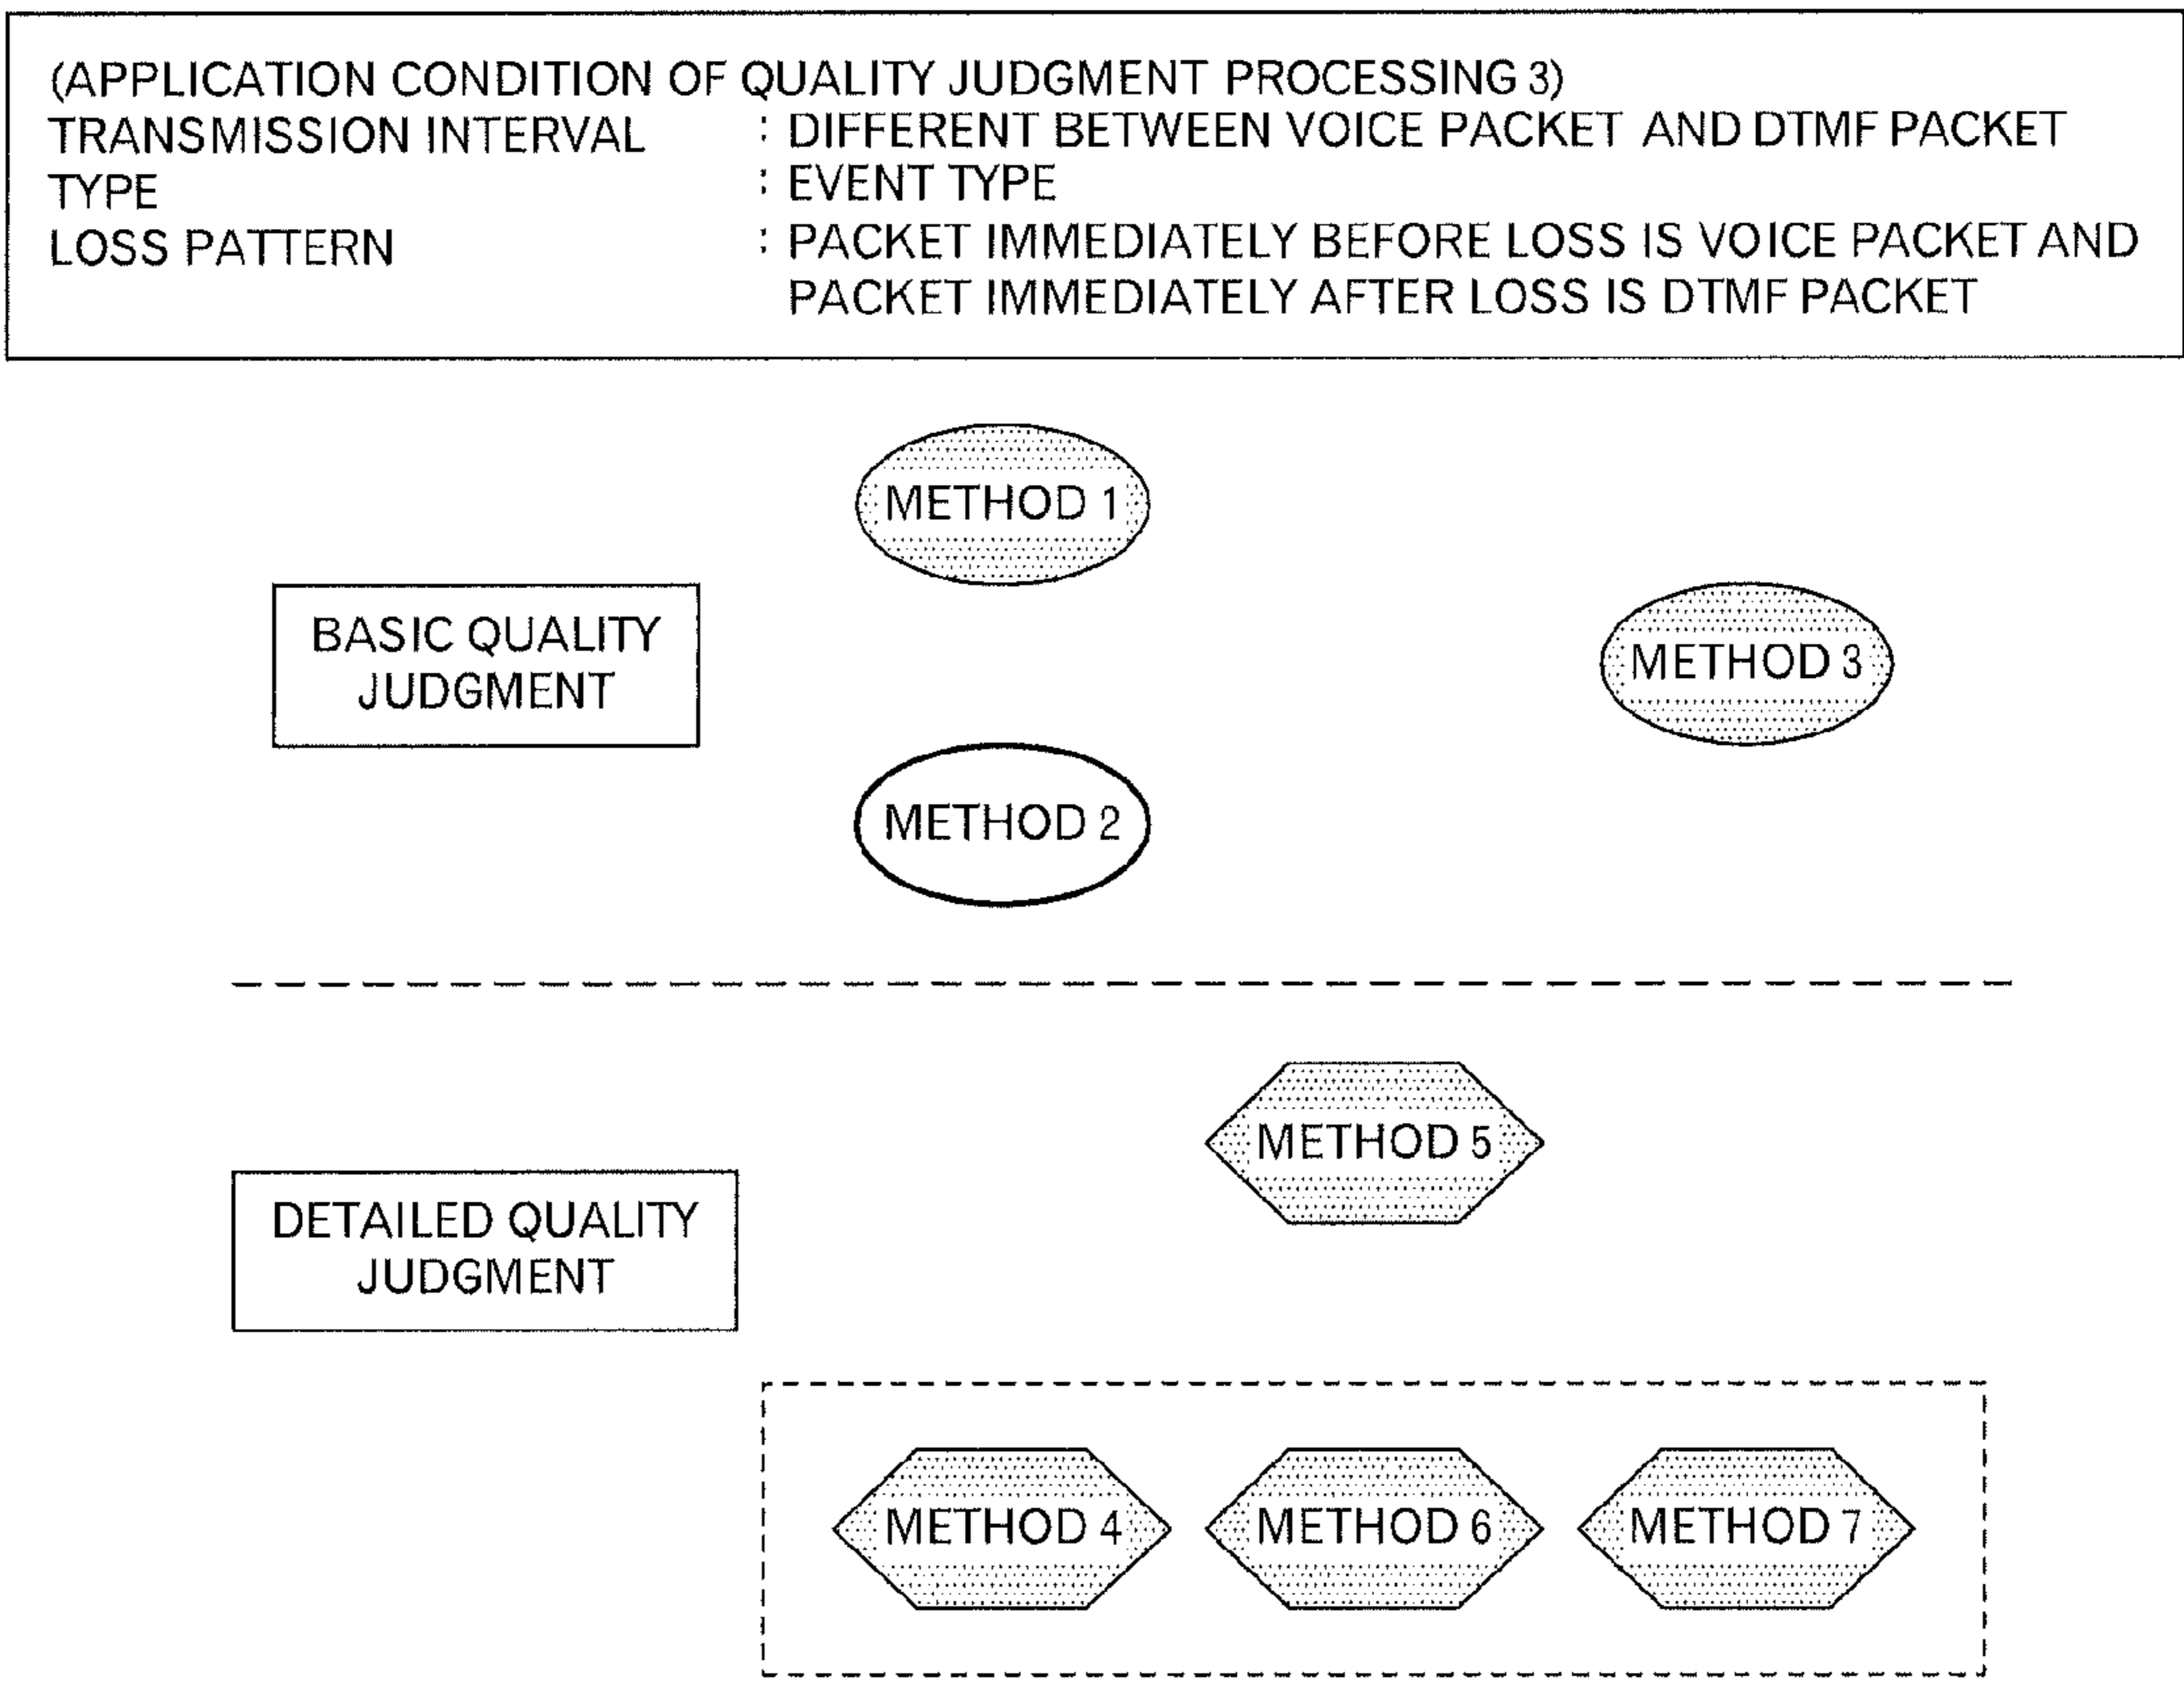 (APPLICATION CONDITION OF QUALITY JUDGMENT PROCESSING 3)
TRANSMISSION INTERVAL : DIFFERENT BETWEEN VOICE PACKET AND DTMF PACKET
TYPE : EVENT TYPE
LOSS PATTERN : PACKET IMMEDIATELY BEFORE LOSS IS VOICE PACKET AND
PACKET IMMEDIATELY AFTER LOSS IS DTMF PACKET
METHOD 1
BASIC QUALITY
JUDGMENT
METHOD 3
METHOD 2
METHOD 5
DETAILED QUALITY
JUDGMENT
METHOD 4 METHOD 6 METHOD 7